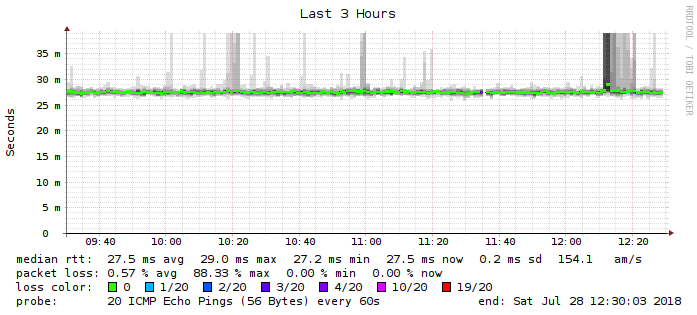 Last 3 Hours
RRDTOOL / TOBI OETIKER
Seconds
35 m
30 m
25 m
20 m
15 m
10 m
5 m
0
09:40 10:00 10:20 10:40 11:00 11:20 11:40 12:00 12:20
median rtt: 27.5 ms avg 29.0 ms max 27.2 ms min 27.5 ms now 0.2 ms sd 154.1 am/s
packet loss: 0.57 % avg 88.33 % max 0.00 % min 0.00 % now
loss color: 0 1/20 2/20 3/20 4/20 10/20 19/20
probe: 20 ICMP Echo Pings (56 Bytes) every 60s end: Sat Jul 28 12:30:03 2018